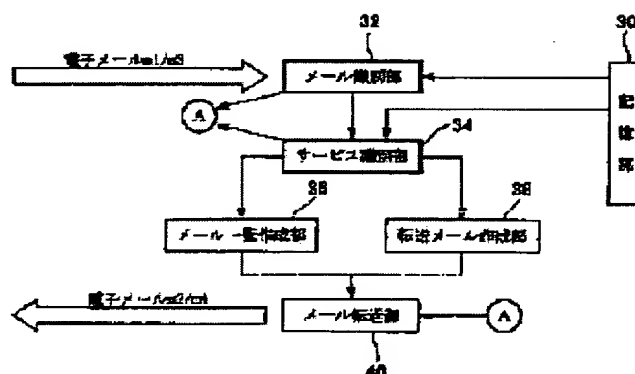 32
30
電子メールm1/m3
メール識別部
記
憶
部
A
34
サービス識別部
36
38
メール一覧作成部
転送メール作成部
電子メールm2/m4
メール転送部
A
40